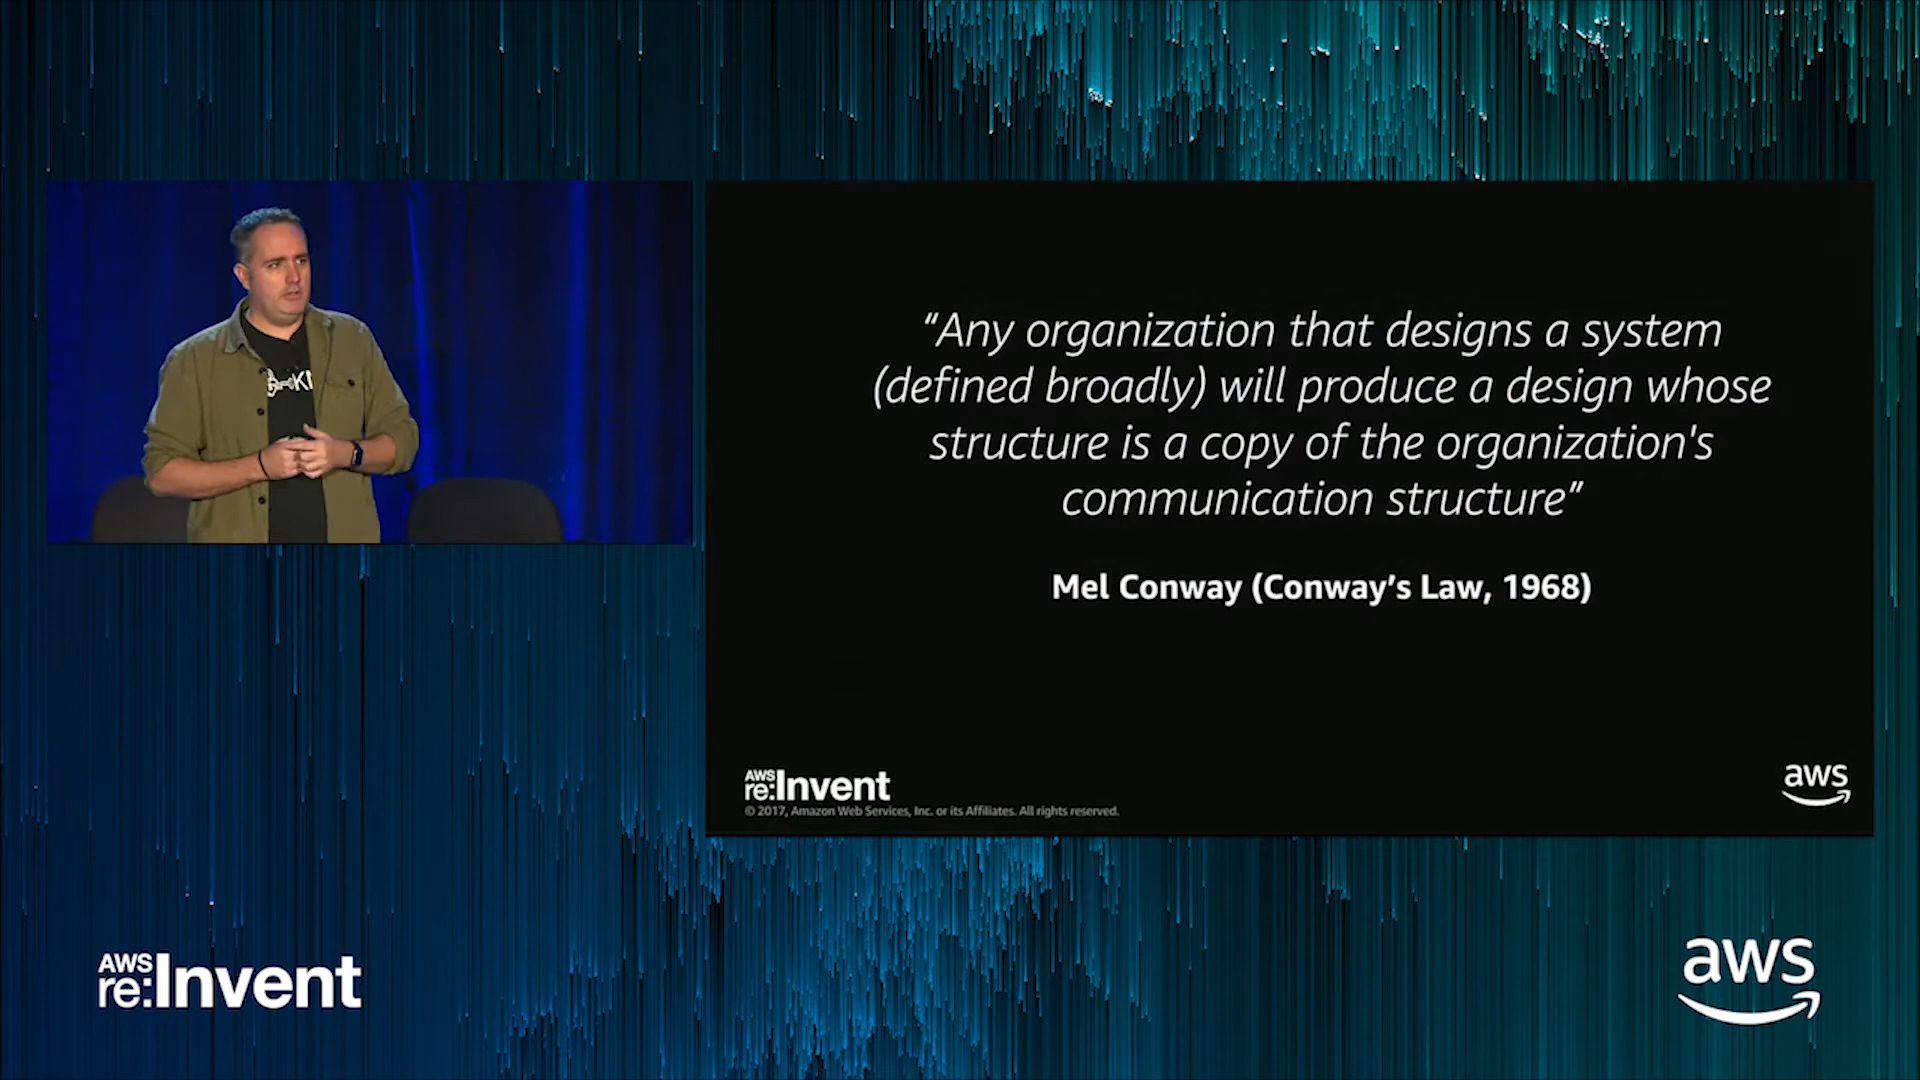 “Any organization that designs a system
(defined broadly) will produce a design whose
structure is a copy of the organization's
communication structure”
Mel Conway (Conway’s Law, 1968)
AWS
re:Invent
© 2017, Amazon Web Services, Inc. or its Affiliates. All rights reserved.
aws
AWS
re:Invent
aws